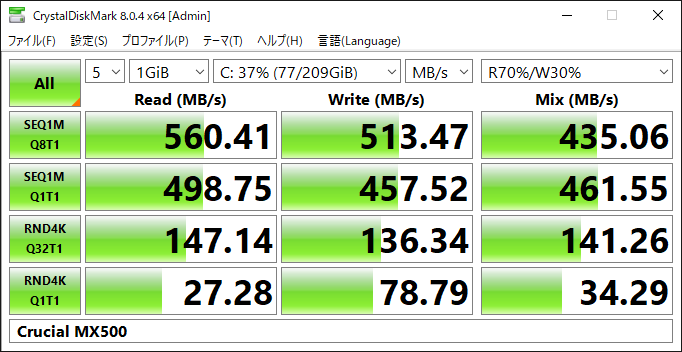 CrystalDiskMark 8.0.4 x64 [Admin]
ファイル(F) 設定(S) プロファイル(P) テーマ(T) ヘルプ(H) 言語(Language)
All 5 1GiB C: 37% (77/209GiB) MB/s R70%/W30%
Read (MB/s) Write (MB/s) Mix (MB/s)
SEQ1M
Q8T1 560.41 513.47 435.06
SEQ1M
Q1T1 498.75 457.52 461.55
RND4K
Q32T1 147.14 136.34 141.26
RND4K
Q1T1 27.28 78.79 34.29
Crucial MX500